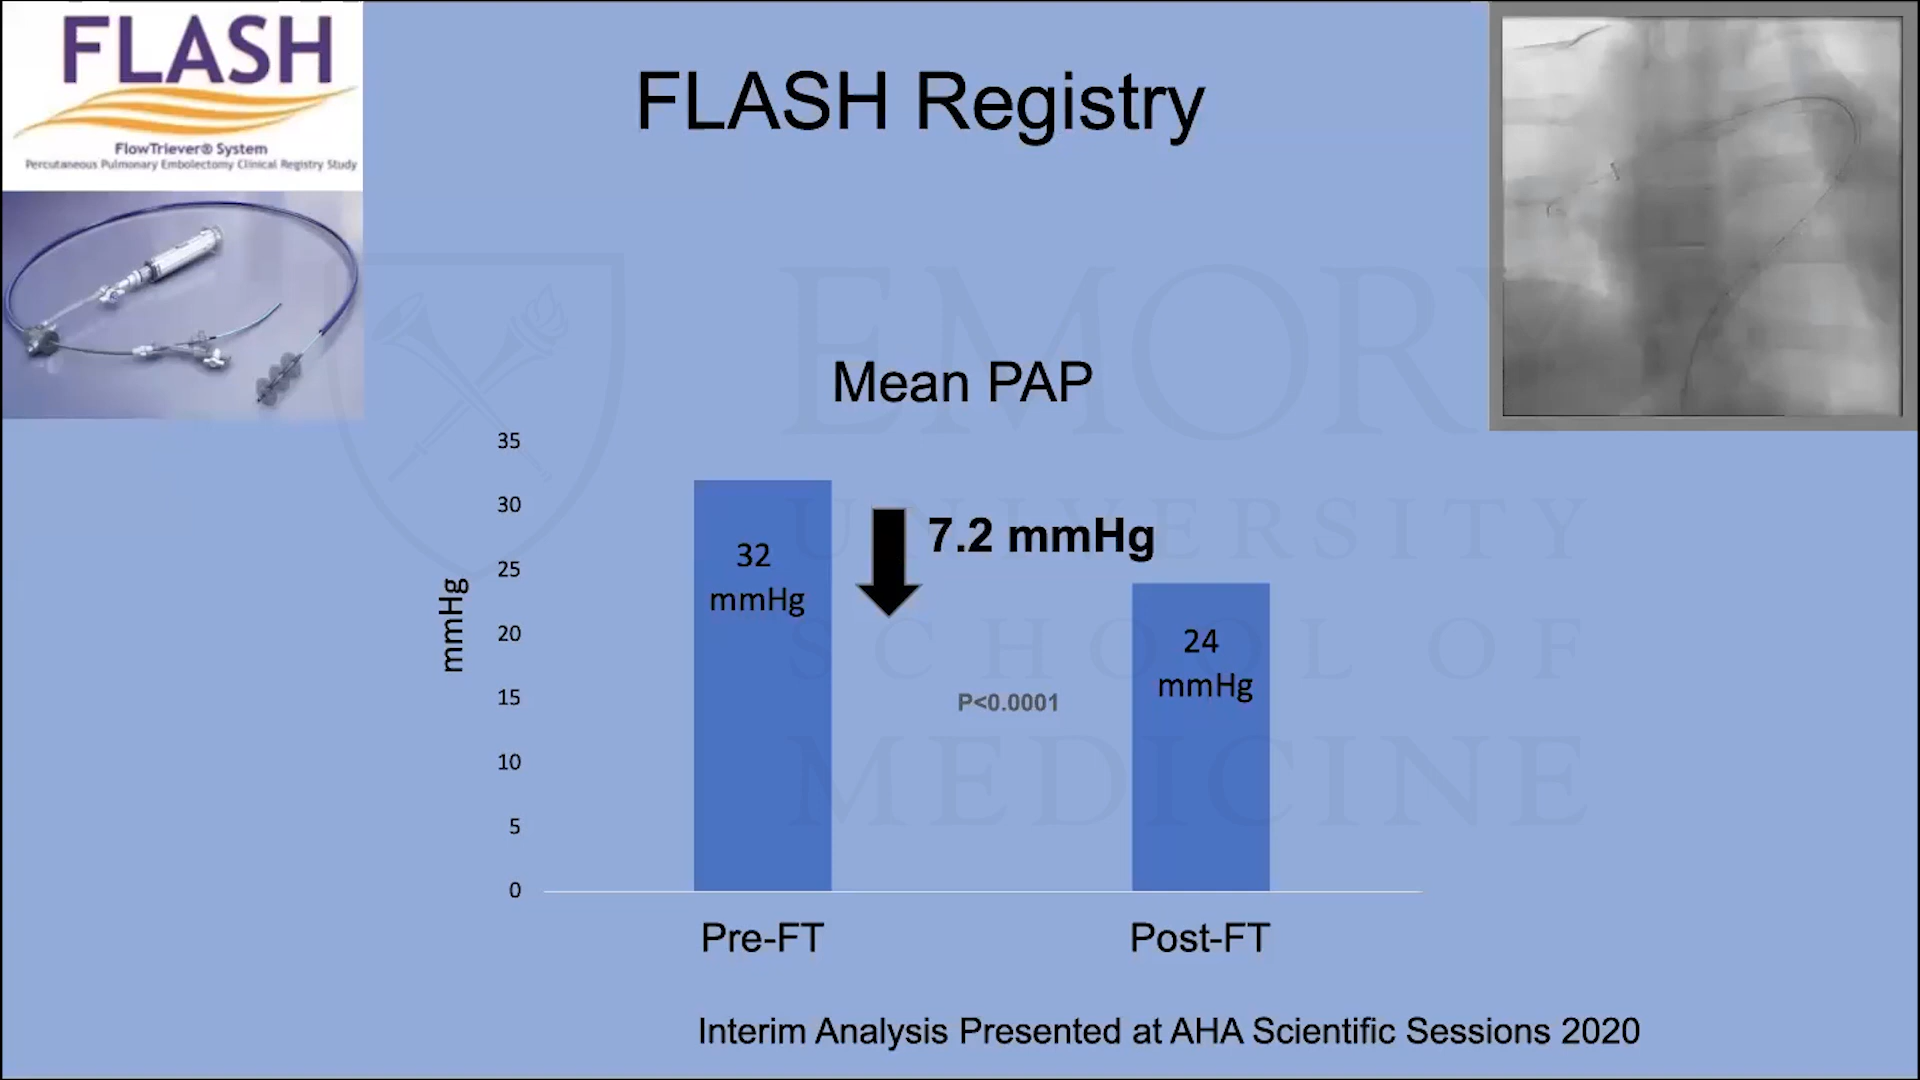 FLASH
FlowTriever® System
Percutaneous Pulmonary Embolectomy Clinical Registry Study
FLASH Registry
EMORY
UNIVERSITY
SCHOOL OF
MEDICINE
Mean PAP
35
30
25
20
15
10
5
0
mmHg
32
mmHg
7.2 mmHg
P<0.0001
24
mmHg
Pre-FT
Post-FT
Interim Analysis Presented at AHA Scientific Sessions 2020